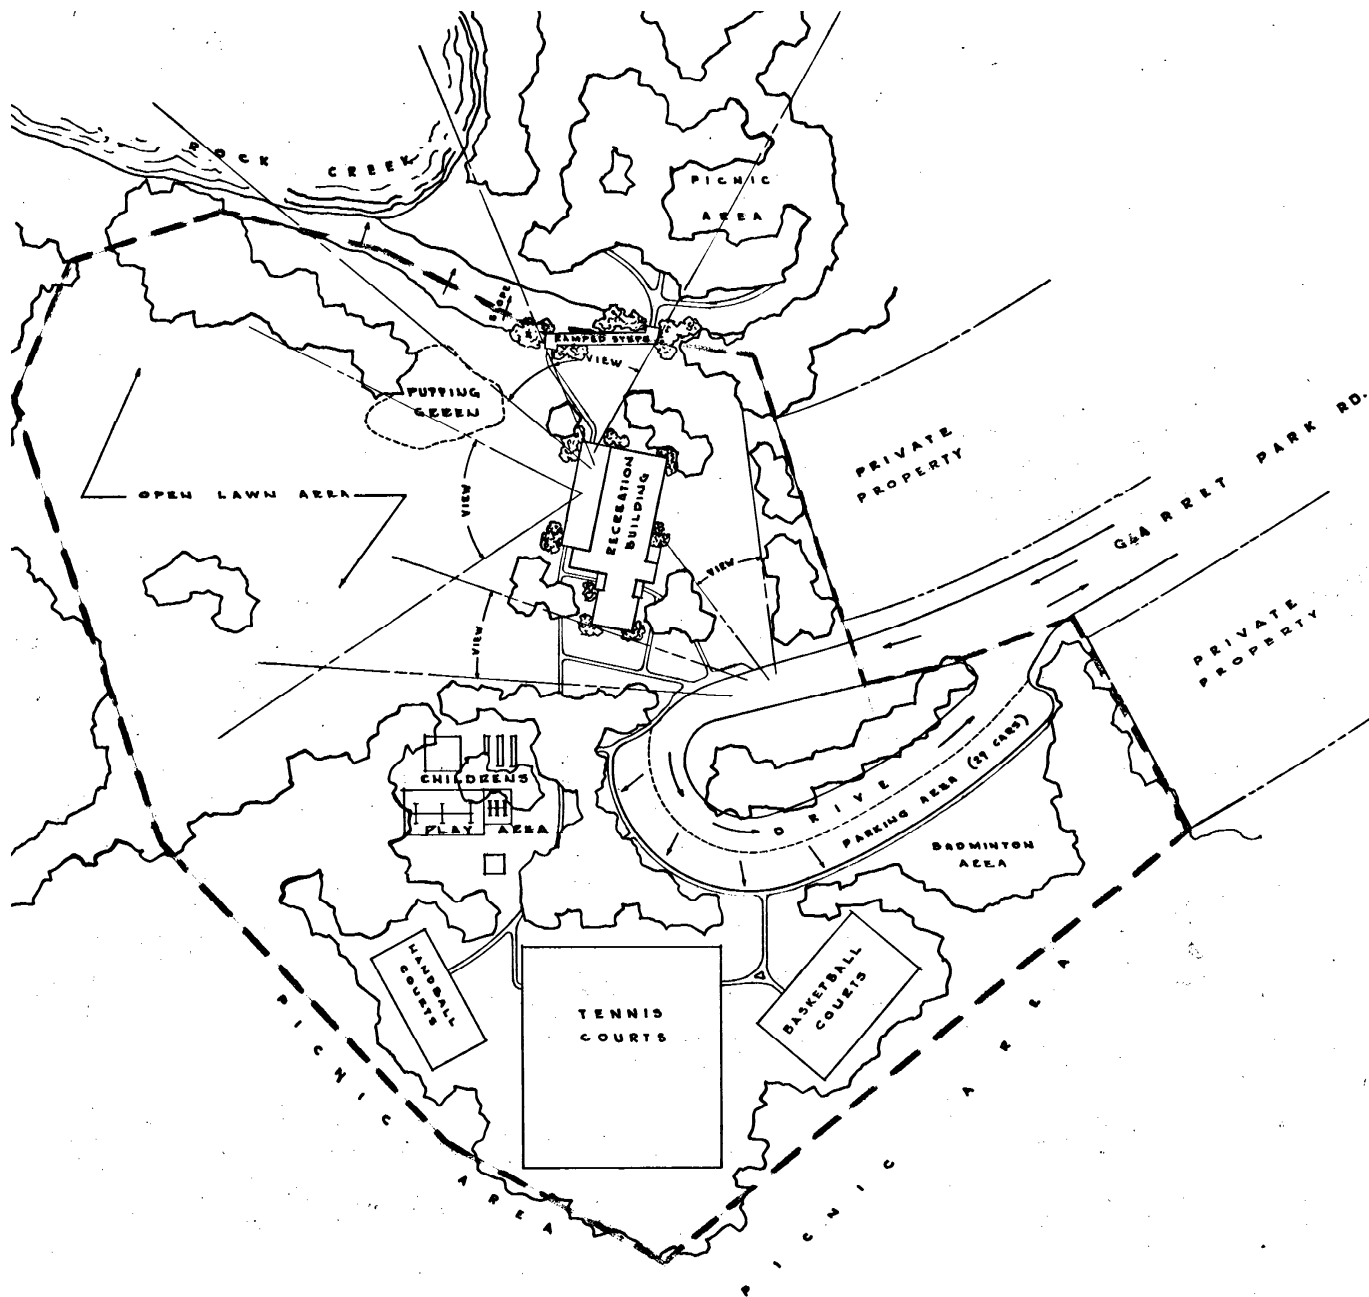 ROCK CREEK
PICNIC
AREA
SLOPE
RAMPED STEPS
VIEW
PUTTING
GREEN
PRIVATE
PROPERTY
GARRET PARK RD.
OPEN LAWN AREA
VIEW
RECREATION
BUILDING
VIEW
PRIVATE
PROPERTY
VIEW
CHILDRENS
PLAY AREA
DRIVE
PARKING AREA (29 CARS)
BADMINTON
AREA
HANDBALL
COURTS
TENNIS
COURTS
BASKETBALL
COURTS
PICNIC AREA
PICNIC AREA